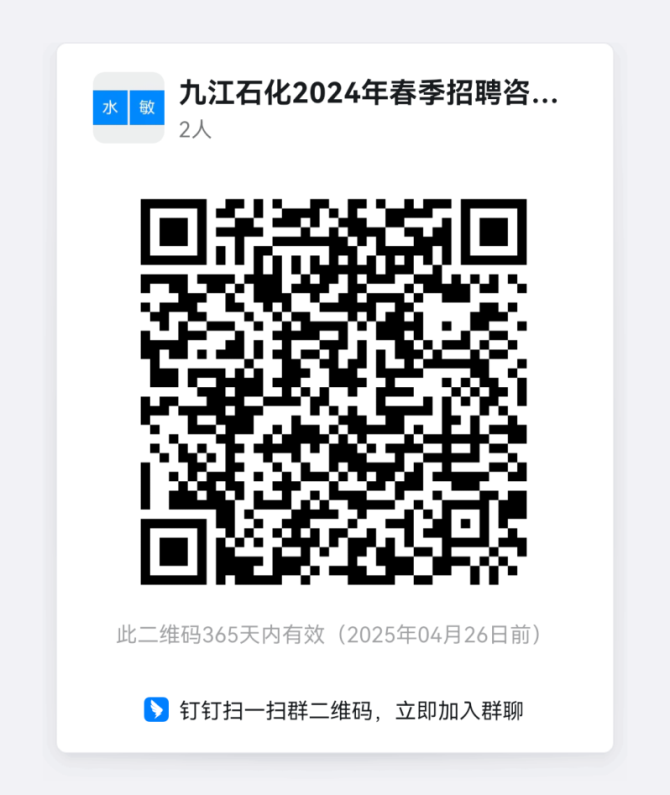 水 敏
九江石化2024年春季招聘咨...
2人
此二维码365天内有效（2025年04月26日前）
钉钉扫一扫群二维码，立即加入群聊